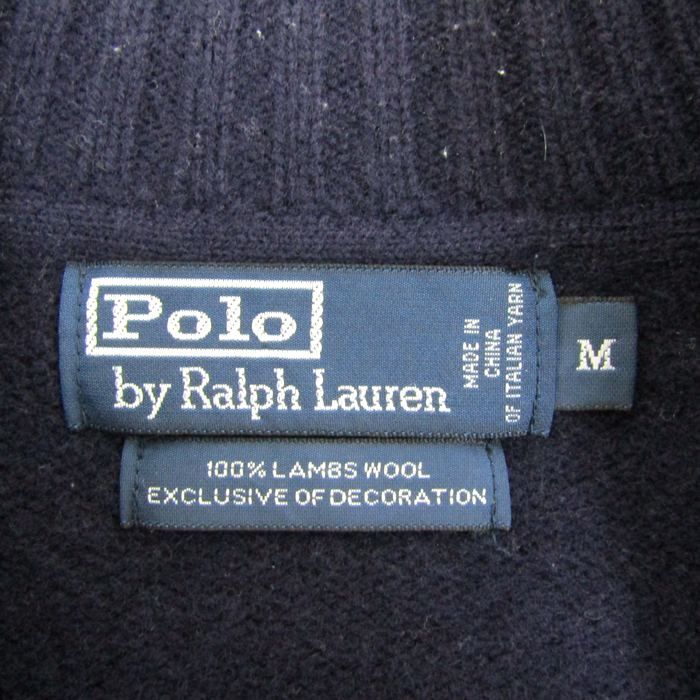 Polo
by Ralph Lauren
MADE IN
CHINA
OF ITALIAN YARN
M
100% LAMBS WOOL
EXCLUSIVE OF DECORATION